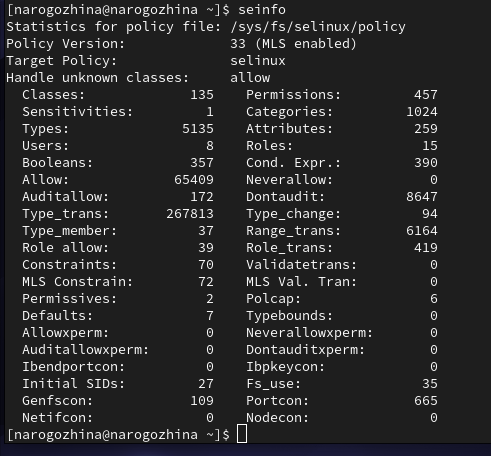 [narogozhina@narogozhina ~]$ seinfo
Statistics for policy file: /sys/fs/selinux/policy
Policy Version:             33 (MLS enabled)
Target Policy:              selinux
Handle unknown classes:     allow
  Classes:             135    Permissions:         457
  Sensitivities:         1    Categories:         1024
  Types:              5135    Attributes:          259
  Users:                 8    Roles:                15
  Booleans:            357    Cond. Expr.:         390
  Allow:             65409    Neverallow:            0
  Auditallow:          172    Dontaudit:          8647
  Type_trans:       267813    Type_change:          94
  Type_member:          37    Range_trans:        6164
  Role allow:           39    Role_trans:          419
  Constraints:          70    Validatetrans:         0
  MLS Constrain:        72    MLS Val. Tran:         0
  Permissives:           2    Polcap:                6
  Defaults:              7    Typebounds:            0
  Allowxperm:            0    Neverallowxperm:       0
  Auditallowxperm:       0    Dontauditxperm:        0
  Ibendportcon:          0    Ibpkeycon:             0
  Initial SIDs:         27    Fs_use:               35
  Genfscon:            109    Portcon:             665
  Netifcon:              0    Nodecon:               0
[narogozhina@narogozhina ~]$